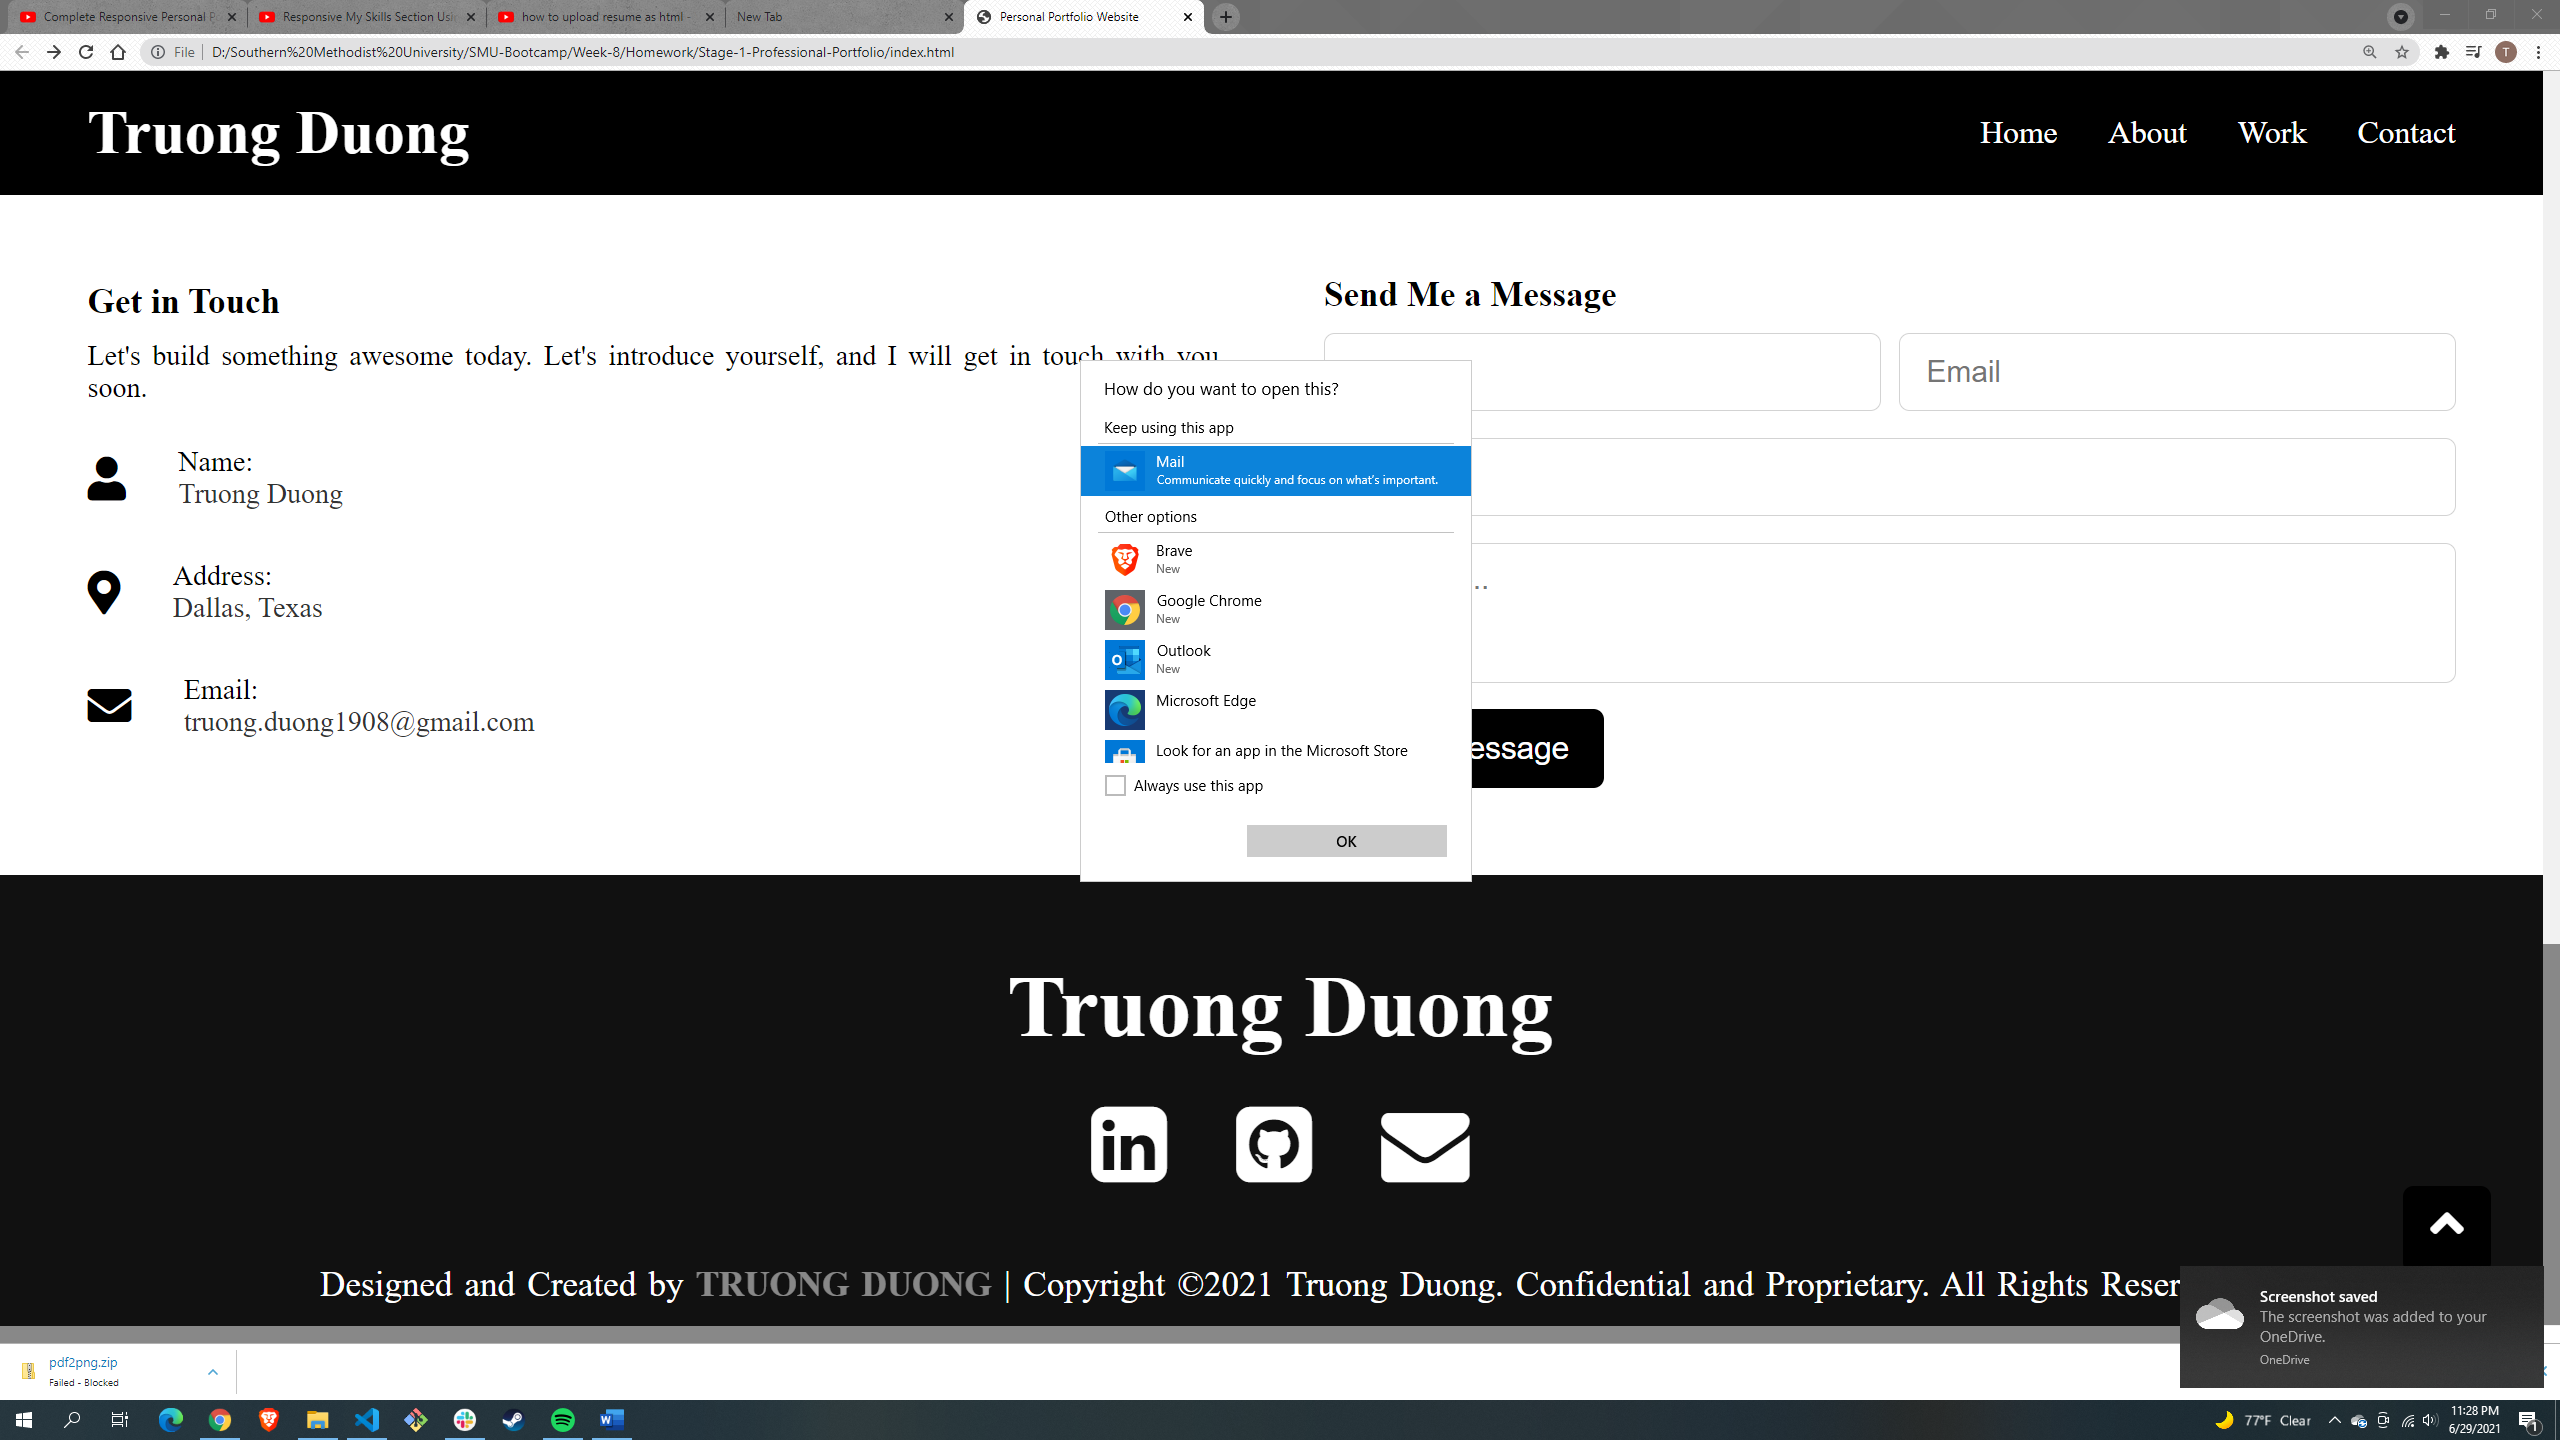 Complete Responsive Personal P
Responsive My Skills Section Usi
how to upload resume as html -
New Tab
Personal Portfolio Website
File
D:/Southern%20Methodist%20University/SMU-Bootcamp/Week-8/Homework/Stage-1-Professional-Portfolio/index.html
T
Truong Duong
Home
About
Work
Contact
Get in Touch
Let's build something awesome today. Let's introduce yourself, and I will get in touch with you
soon.
Name:
Truong Duong
Address:
Dallas, Texas
Email:
truong.duong1908@gmail.com
Send Me a Message
Email
..
essage
How do you want to open this?
Keep using this app
Mail
Communicate quickly and focus on what's important.
Other options
Brave
New
Google Chrome
New
Outlook
New
Microsoft Edge
Look for an app in the Microsoft Store
Always use this app
OK
Truong Duong
in
Designed and Created by TRUONG DUONG | Copyright ©2021 Truong Duong. Confidential and Proprietary. All Rights Reser
Screenshot saved
The screenshot was added to your
OneDrive.
OneDrive
pdf2png.zip
Failed - Blocked
77°F Clear
11:28 PM
6/29/2021
1